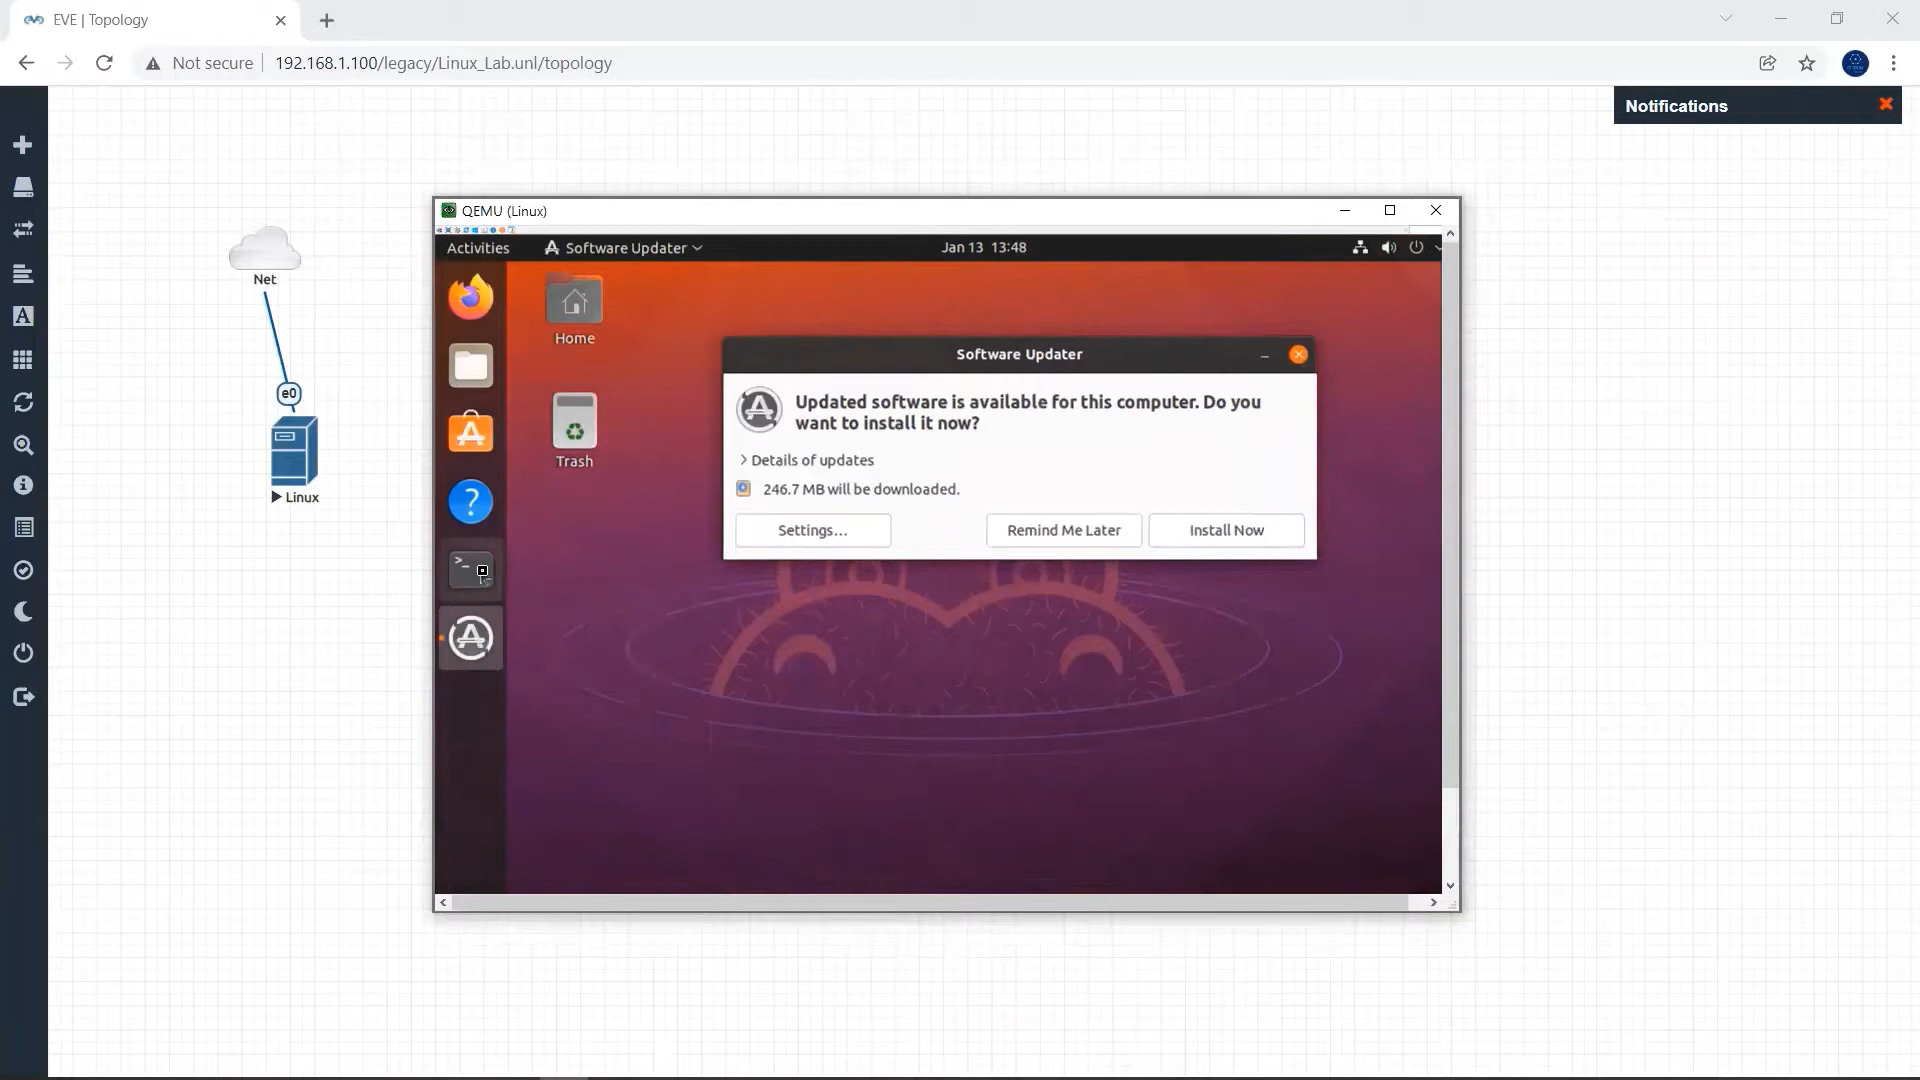 EVE | Topology
Not secure
192.168.1.100/legacy/Linux_Lab.unl/topology
Notifications
Net
e0
Linux
QEMU (Linux)
Activities
Software Updater
Jan 13 13:48
Home
Trash
Software Updater
Updated software is available for this computer. Do you
want to install it now?
Details of updates
246.7 MB will be downloaded.
Settings...
Remind Me Later
Install Now